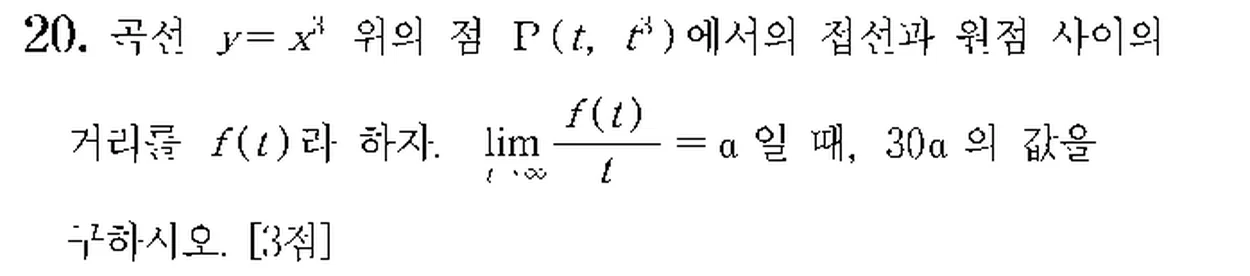 20. 곡선 y = x³ 위의 점 P(t, t³)에서의 접선과 원점 사이의
거리를 f(t)라 하자. lim_{t→∞} f(t)/t = α 일 때, 30α 의 값을
구하시오. [3점]